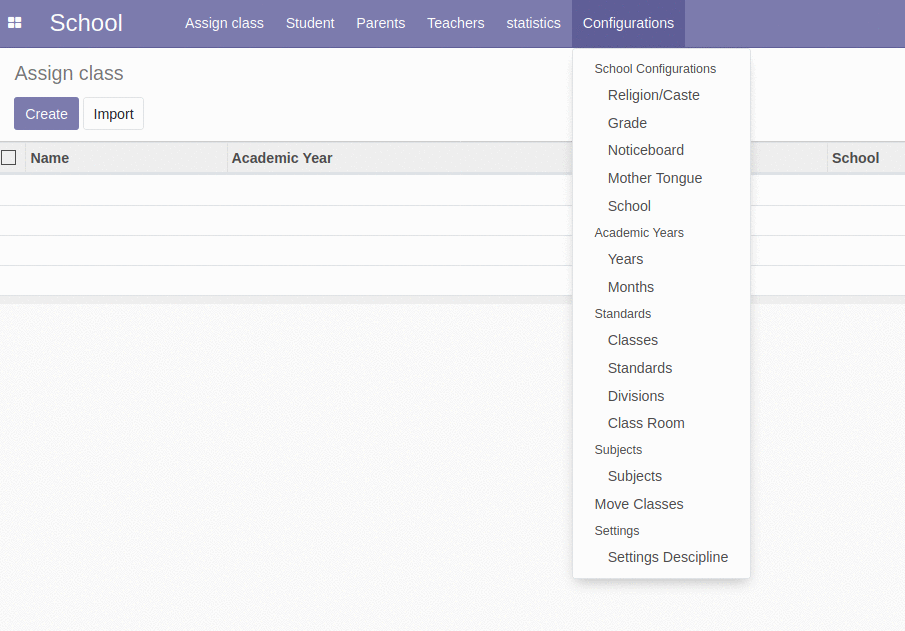 School
Assign class Student Parents Teachers statistics Configurations
Assign class
Create Import
Name Academic Year School
School Configurations
Religion/Caste
Grade
Noticeboard
Mother Tongue
School
Academic Years
Years
Months
Standards
Classes
Standards
Divisions
Class Room
Subjects
Subjects
Move Classes
Settings
Settings Descipline